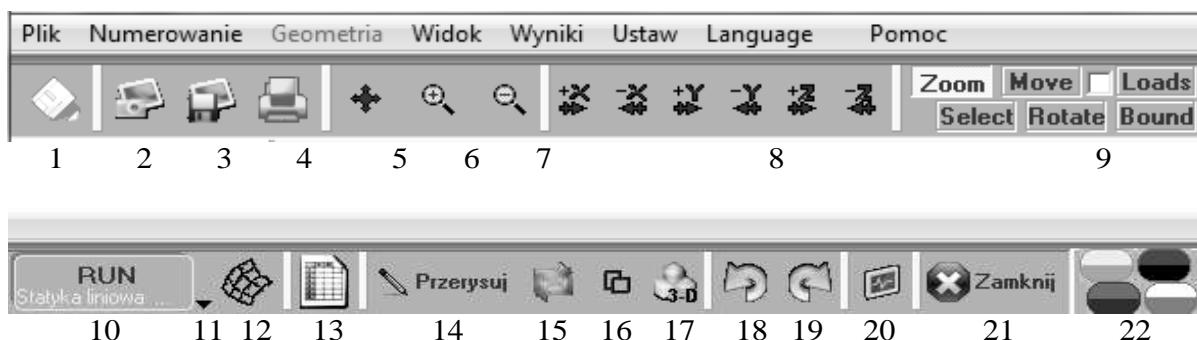 Plik Numerowanie Geometria Widok Wyniki Ustaw Language Pomoc
+X -X +Y -Y +Z -Z Zoom Move Loads
Select Rotate Bound
1 2 3 4 5 6 7 8 9
RUN Przerysuj 3-D Zamknij
Statyka liniowa ...
10 11 12 13 14 15 16 17 18 19 20 21 22